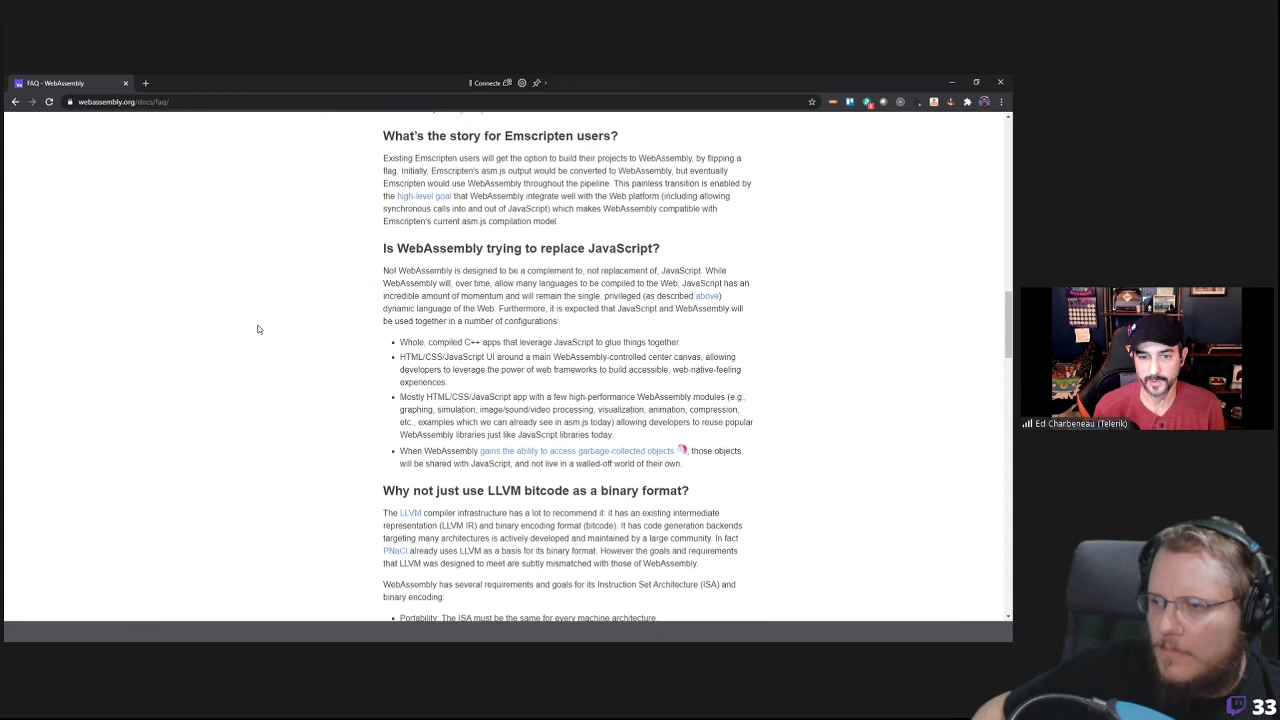 FAQ - WebAssembly
Connecte
webassembly.org/docs/faq/
What's the story for Emscripten users?
Existing Emscripten users will get the option to build their projects to WebAssembly, by flipping a
flag. Initially, Emscripten's asm.js output would be converted to WebAssembly, but eventually
Emscripten would use WebAssembly throughout the pipeline. This painless transition is enabled by
the high-level goal that WebAssembly integrate well with the Web platform (including allowing
synchronous calls into and out of JavaScript) which makes WebAssembly compatible with
Emscripten's current asm.js compilation model.
Is WebAssembly trying to replace JavaScript?
No! WebAssembly is designed to be a complement to, not replacement of, JavaScript. While
WebAssembly will, over time, allow many languages to be compiled to the Web, JavaScript has an
incredible amount of momentum and will remain the single, privileged (as described above)
dynamic language of the Web. Furthermore, it is expected that JavaScript and WebAssembly will
be used together in a number of configurations:
• Whole, compiled C++ apps that leverage JavaScript to glue things together.
• HTML/CSS/JavaScript UI around a main WebAssembly-controlled center canvas, allowing
developers to leverage the power of web frameworks to build accessible, web-native-feeling
experiences.
• Mostly HTML/CSS/JavaScript app with a few high-performance WebAssembly modules (e.g.,
graphing, simulation, image/sound/video processing, visualization, animation, compression,
etc., examples which we can already see in asm.js today) allowing developers to reuse popular
WebAssembly libraries just like JavaScript libraries today.
• When WebAssembly gains the ability to access garbage-collected objects 🦄, those objects
will be shared with JavaScript, and not live in a walled-off world of their own.
Why not just use LLVM bitcode as a binary format?
The LLVM compiler infrastructure has a lot to recommend it: it has an existing intermediate
representation (LLVM IR) and binary encoding format (bitcode). It has code generation backends
targeting many architectures is actively developed and maintained by a large community. In fact
PNaCl already uses LLVM as a basis for its binary format. However the goals and requirements
that LLVM was designed to meet are subtly mismatched with those of WebAssembly.
WebAssembly has several requirements and goals for its Instruction Set Architecture (ISA) and
binary encoding:
• Portability: The ISA must be the same for every machine architecture.
Ed Charbeneau (Telerik)
33